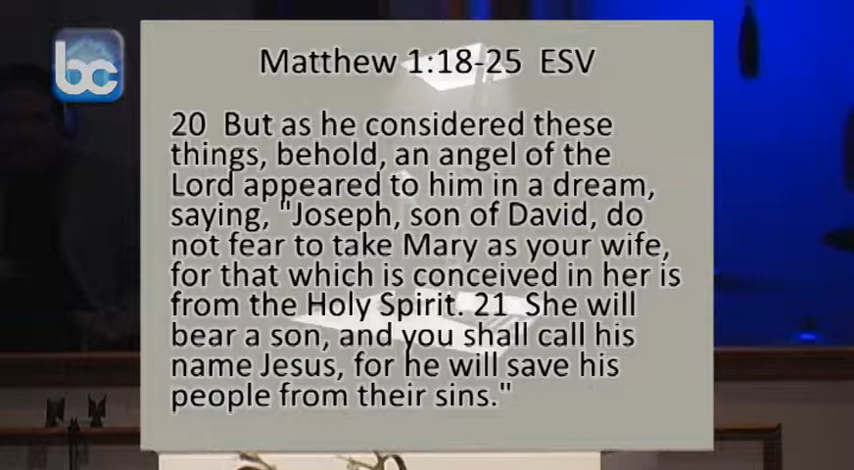 bc
Matthew 1:18-25 ESV
20 But as he considered these
things, behold, an angel of the
Lord appeared to him in a dream,
saying, "Joseph, son of David, do
not fear to take Mary as your wife,
for that which is conceived in her is
from the Holy Spirit. 21 She will
bear a son, and you shall call his
name Jesus, for he will save his
people from their sins."